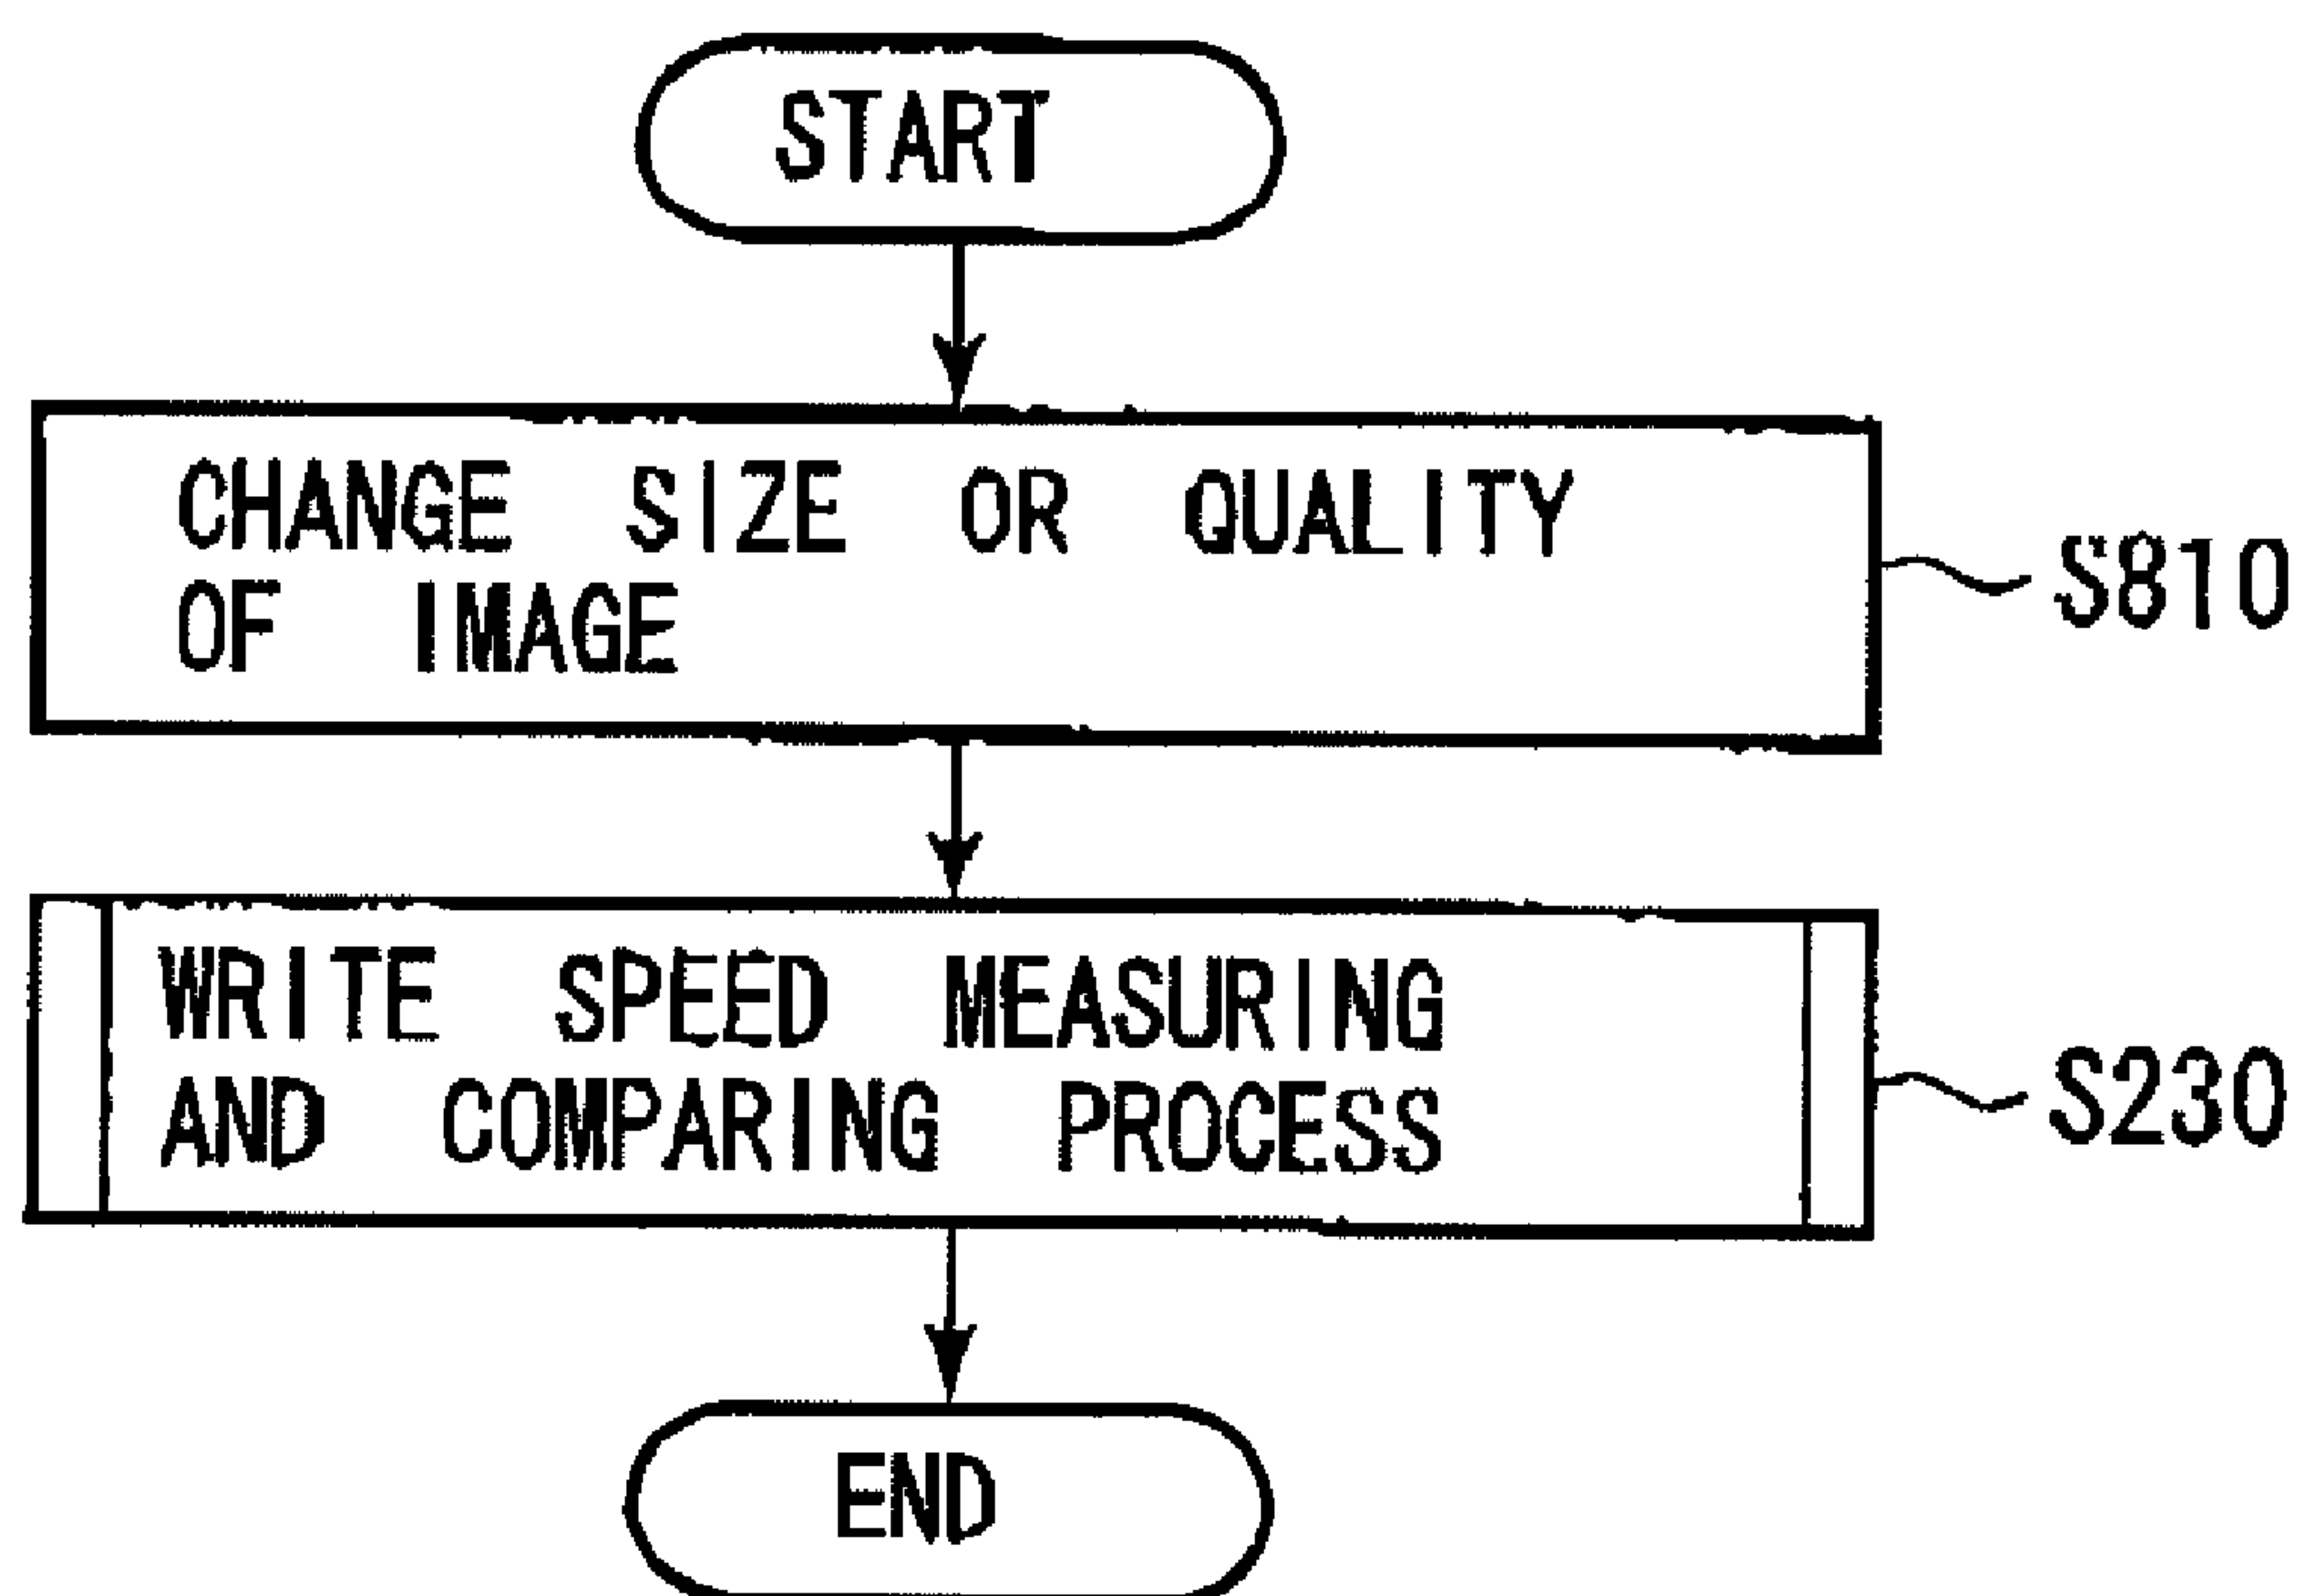 START
CHANGE SIZE OR QUALITY
OF IMAGE
S810
WRITE SPEED MEASURING
AND COMPARING PROCESS
S230
END